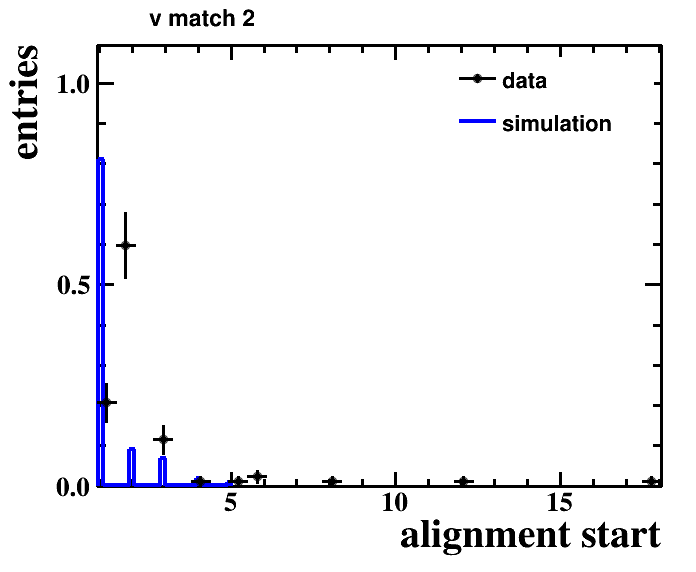 v match 2
entries
1.0
0.5
0.0
data
simulation
5
10
15
alignment start